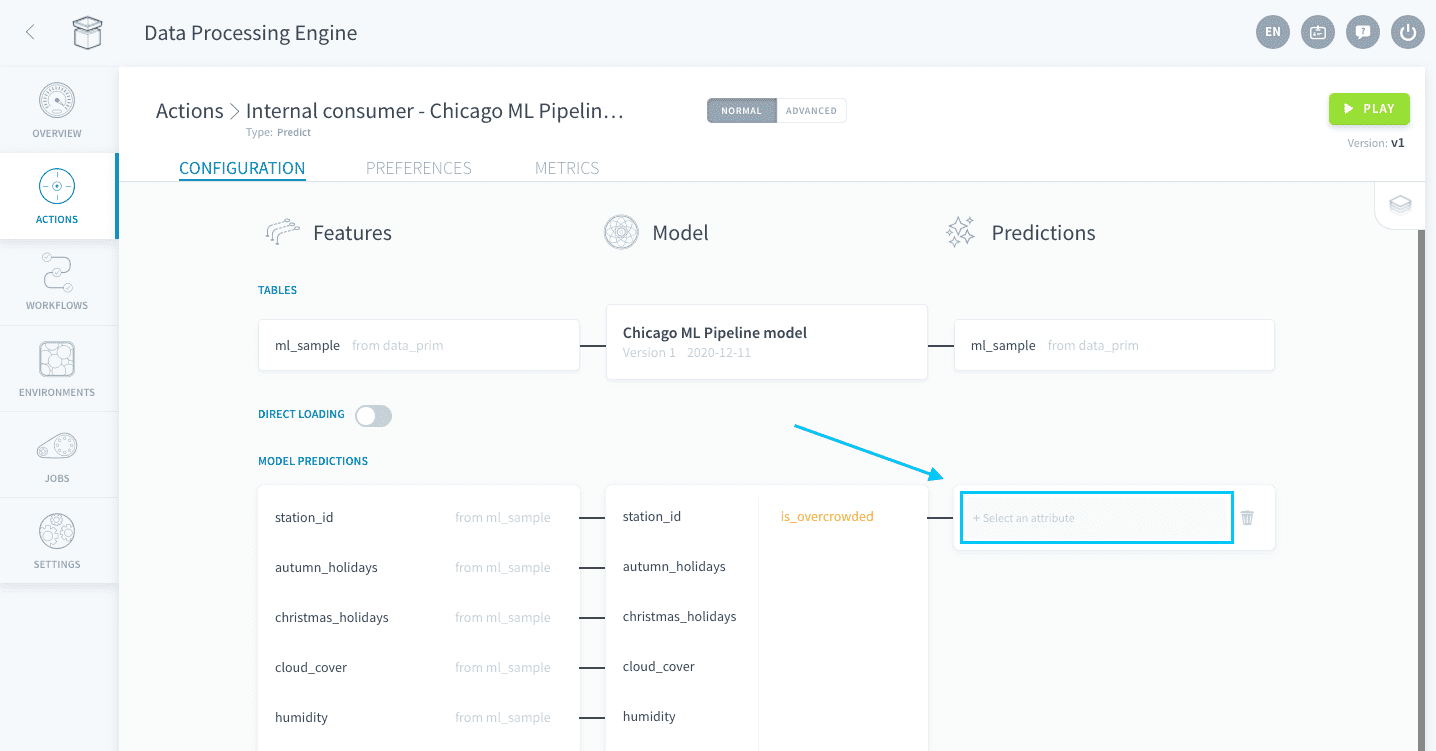 Data Processing Engine
EN
Actions > Internal consumer - Chicago ML Pipelin...
Type: Predict
NORMAL ADVANCED
PLAY
Version: v1
OVERVIEW
ACTIONS
WORKFLOWS
ENVIRONMENTS
JOBS
SETTINGS
CONFIGURATION PREFERENCES METRICS
Features Model Predictions
TABLES
ml_sample from data_prim
Chicago ML Pipeline model
Version 1 2020-12-11
ml_sample from data_prim
DIRECT LOADING
MODEL PREDICTIONS
station_id from ml_sample station_id is_overcrowded + Select an attribute
autumn_holidays from ml_sample autumn_holidays
christmas_holidays from ml_sample christmas_holidays
cloud_cover from ml_sample cloud_cover
humidity from ml_sample humidity